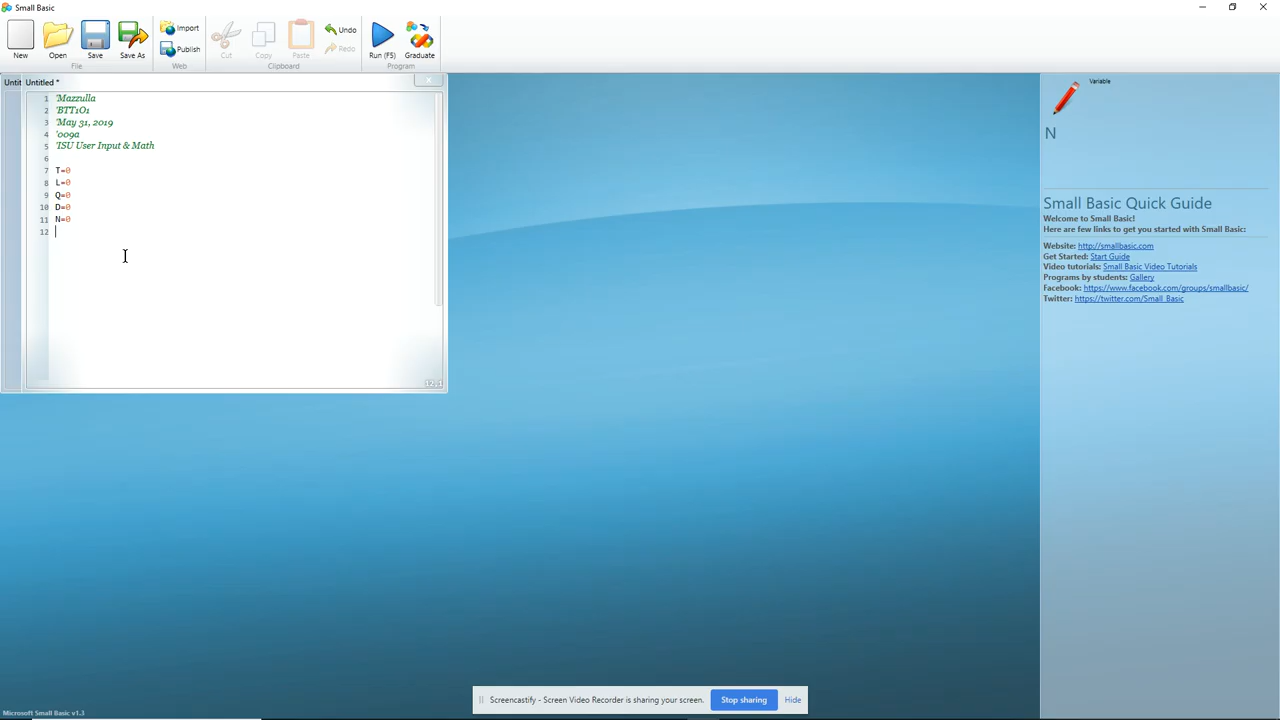 Small Basic
New
Open
Save
Save As
File
Import
Publish
Web
Cut
Copy
Paste
Undo
Redo
Clipboard
Run (F5)
Graduate
Program
Untit
Untitled *
1 'Mazzulla
2 'BTT1O1
3 'May 31, 2019
4 '009a
5 'ISU User Input & Math
6
7 T=0
8 L=0
9 Q=0
10 D=0
11 N=0
12
12,1
Variable
N
Small Basic Quick Guide
Welcome to Small Basic!
Here are few links to get you started with Small Basic:
Website: http://smallbasic.com
Get Started: Start Guide
Video tutorials: Small Basic Video Tutorials
Programs by students: Gallery
Facebook: https://www.facebook.com/groups/smallbasic/
Twitter: https://twitter.com/Small_Basic
Screencastify - Screen Video Recorder is sharing your screen.
Stop sharing
Hide
Microsoft Small Basic v1.3